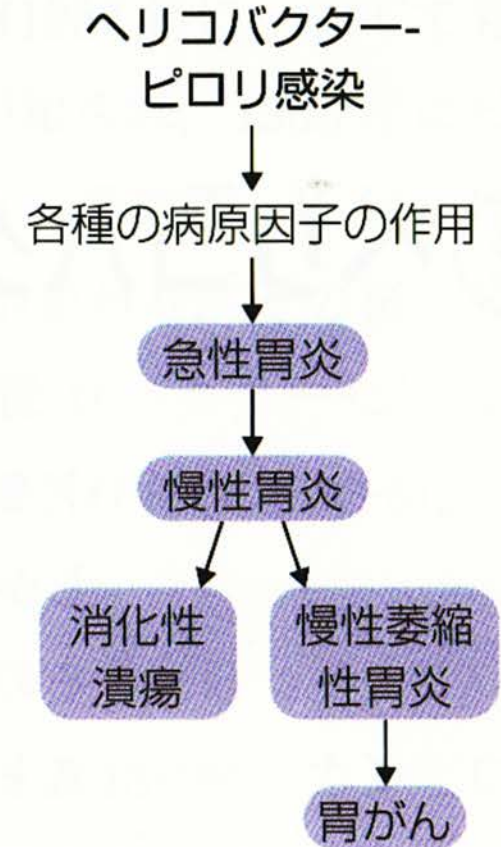 ヘリコバクター-
ピロリ感染
各種の病原因子の作用
急性胃炎
慢性胃炎
消化性
潰瘍
慢性萎縮
性胃炎
胃がん